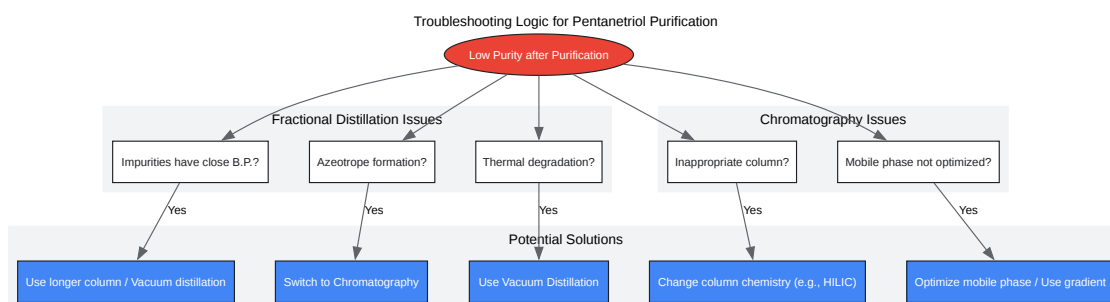 Troubleshooting Logic for Pentanetriol Purification
Low Purity after Purification
Fractional Distillation Issues
Chromatography Issues
Impurities have close B.P.?
Azeotrope formation?
Thermal degradation?
Inappropriate column?
Mobile phase not optimized?
Yes
Yes
Yes
Yes
Yes
Potential Solutions
Use longer column / Vacuum distillation
Switch to Chromatography
Use Vacuum Distillation
Change column chemistry (e.g., HILIC)
Optimize mobile phase / Use gradient